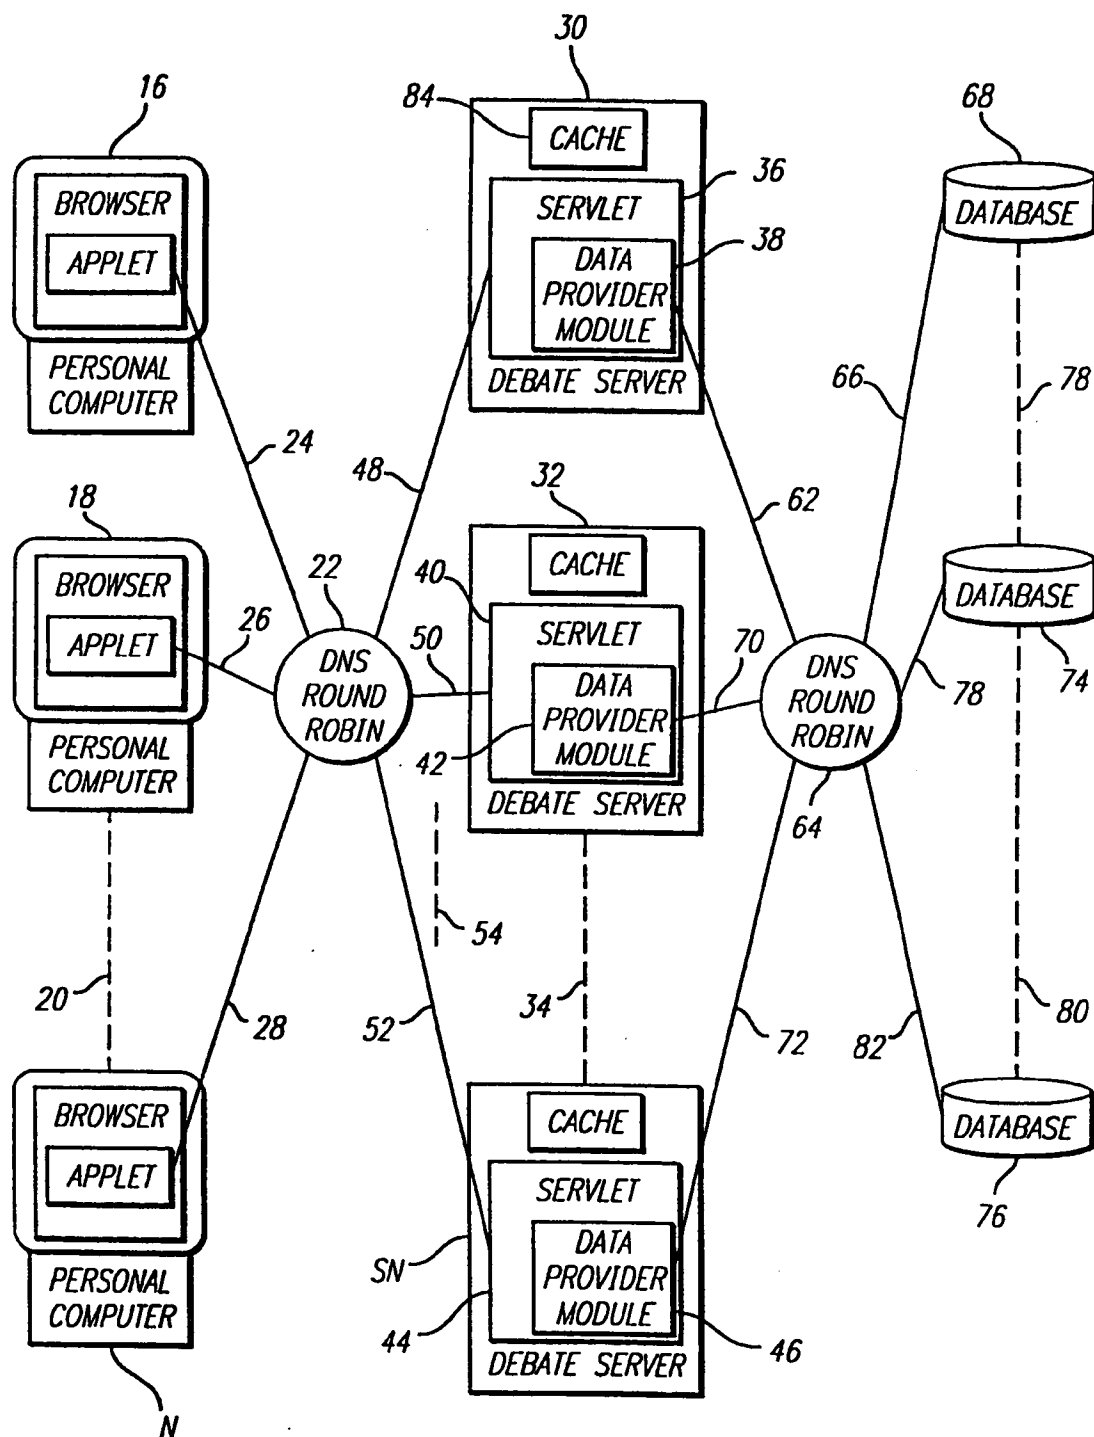 30
16
84
68
CACHE
36
BROWSER
SERVLET
38
DATABASE
APPLET
DATA
PROVIDER
MODULE
PERSONAL
COMPUTER
DEBATE SERVER
66
78
24
48
62
18
32
CACHE
BROWSER
22
40
DATABASE
APPLET
26
SERVLET
50
70
DNS
ROUND
ROBIN
DATA
PROVIDER
MODULE
42
DNS
ROUND
ROBIN
78
74
PERSONAL
COMPUTER
DEBATE SERVER
64
54
20
28
52
34
72
82
80
BROWSER
CACHE
DATABASE
APPLET
SERVLET
76
DATA
PROVIDER
MODULE
SN
PERSONAL
COMPUTER
44
46
DEBATE SERVER
N